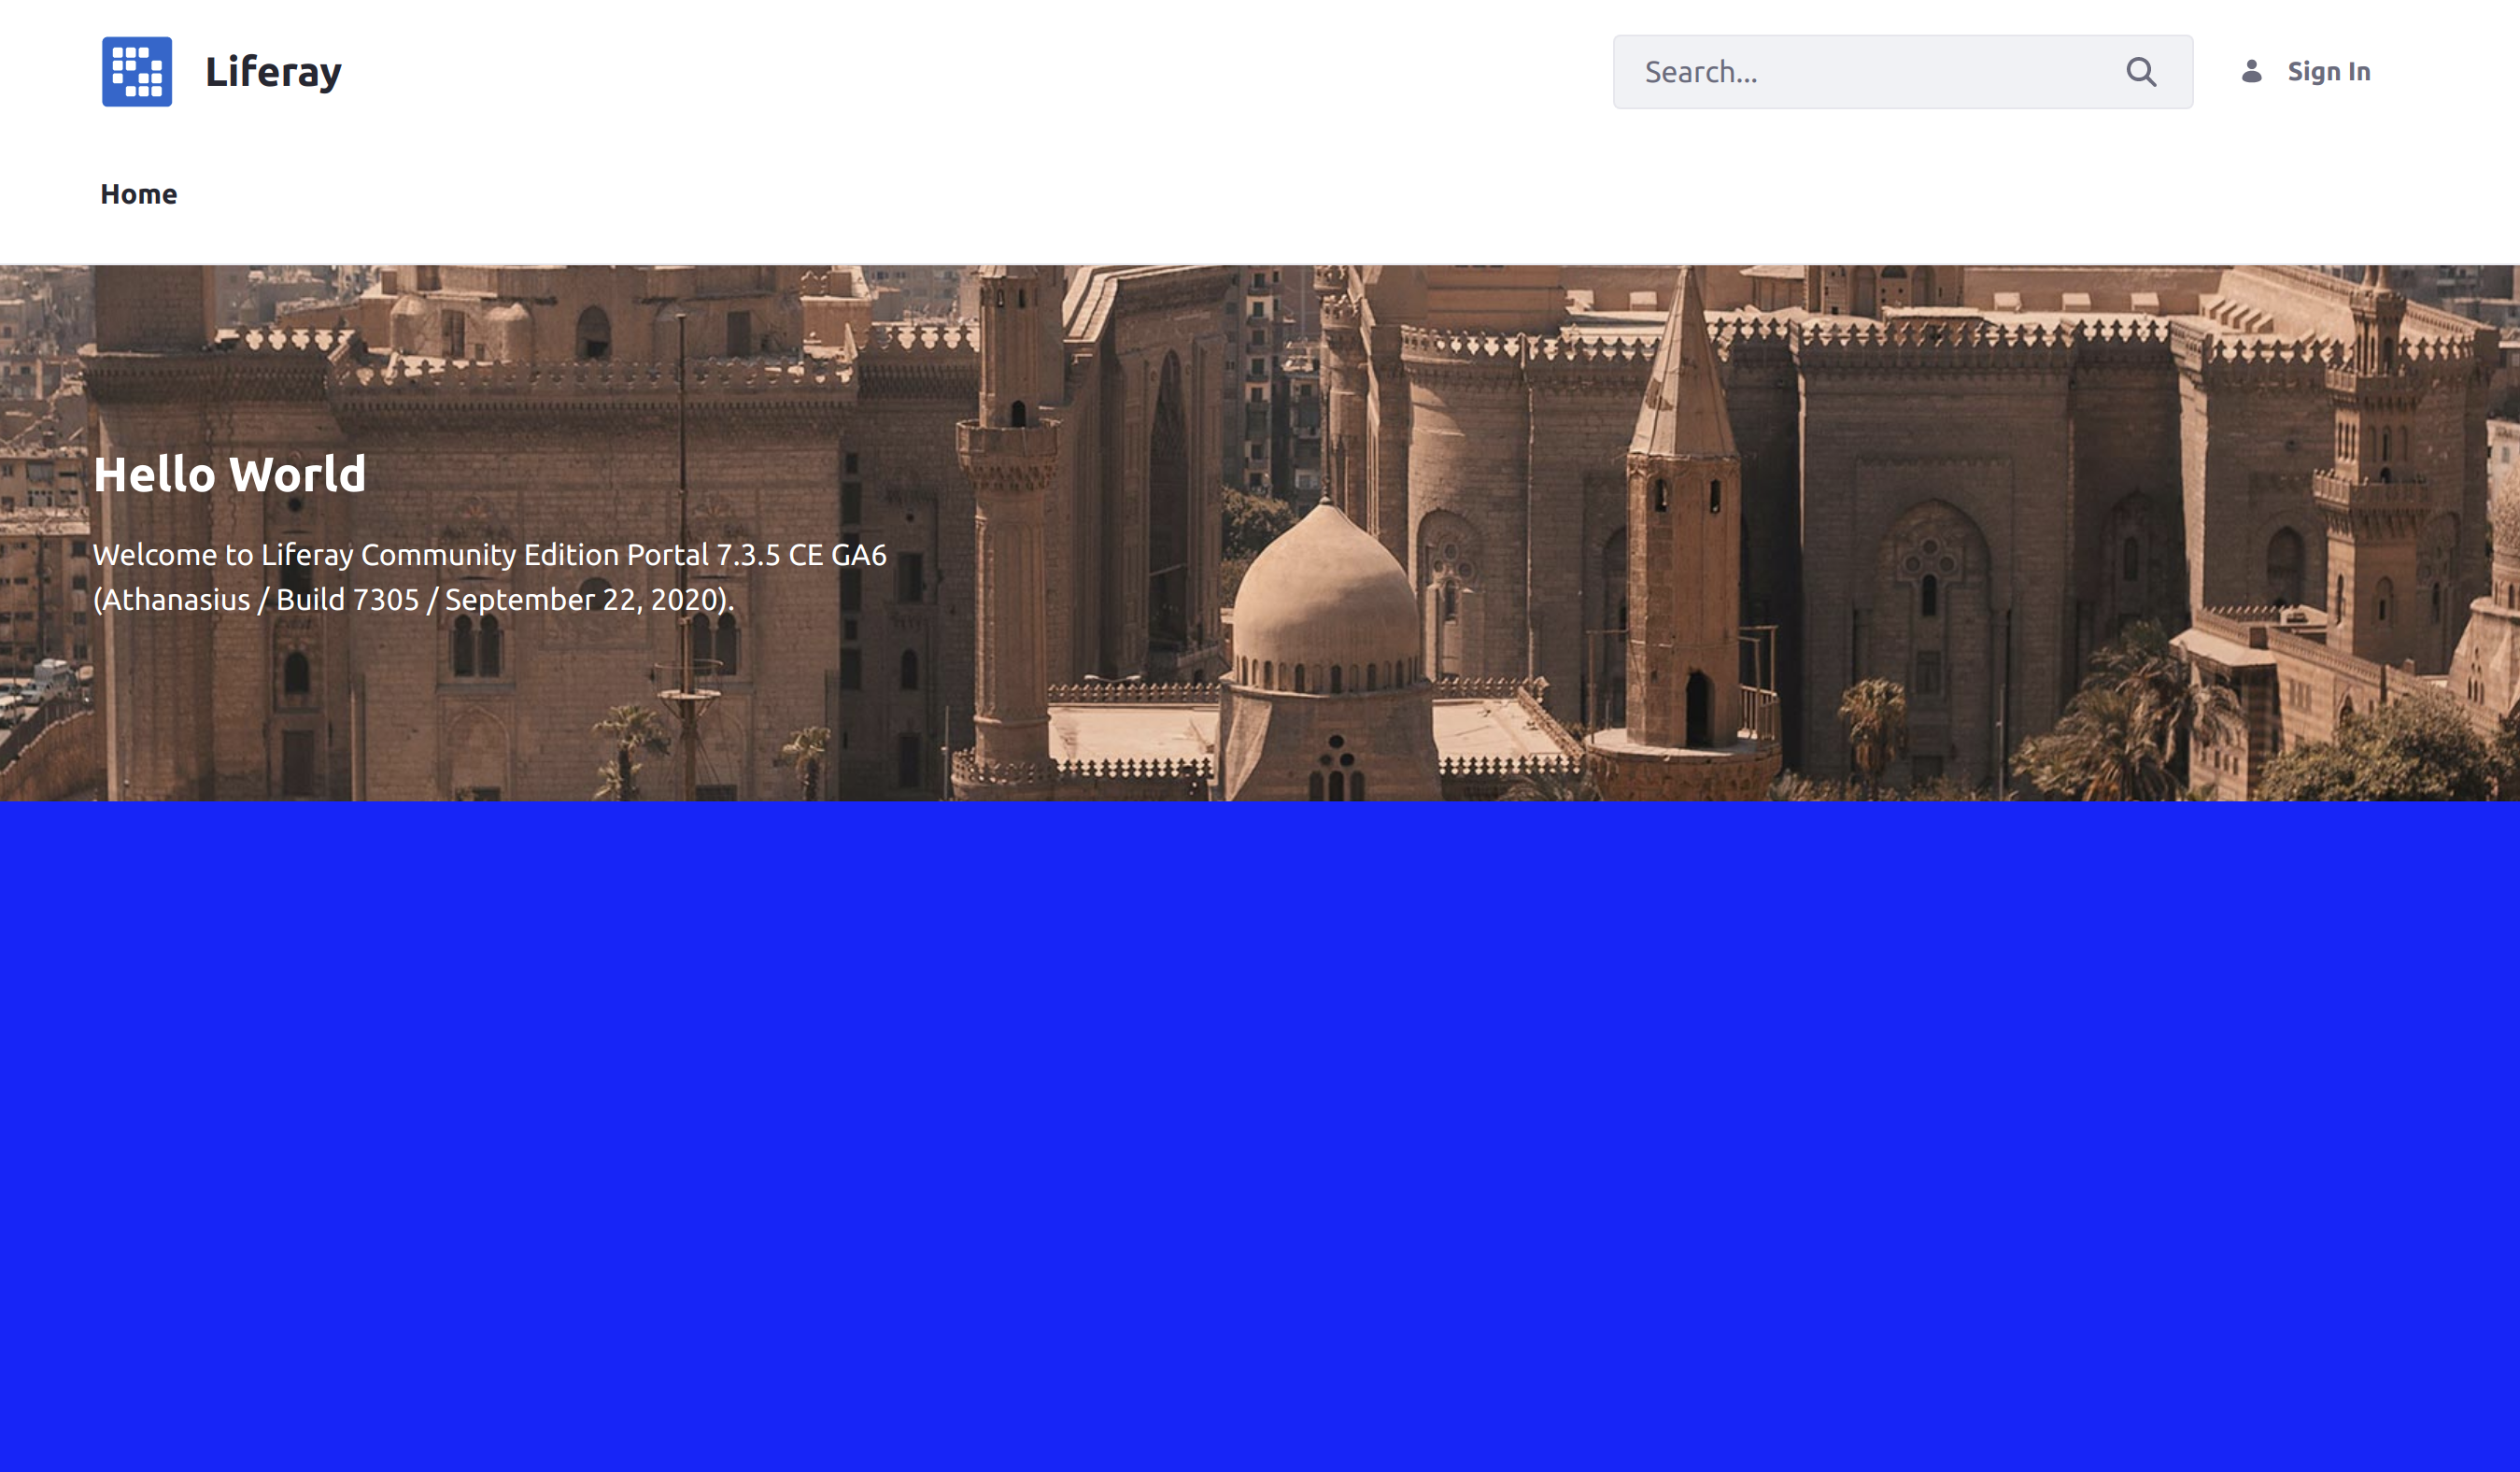 Liferay
Search...
Sign In
Home
Hello World
Welcome to Liferay Community Edition Portal 7.3.5 CE GA6
(Athanasius / Build 7305 / September 22, 2020).